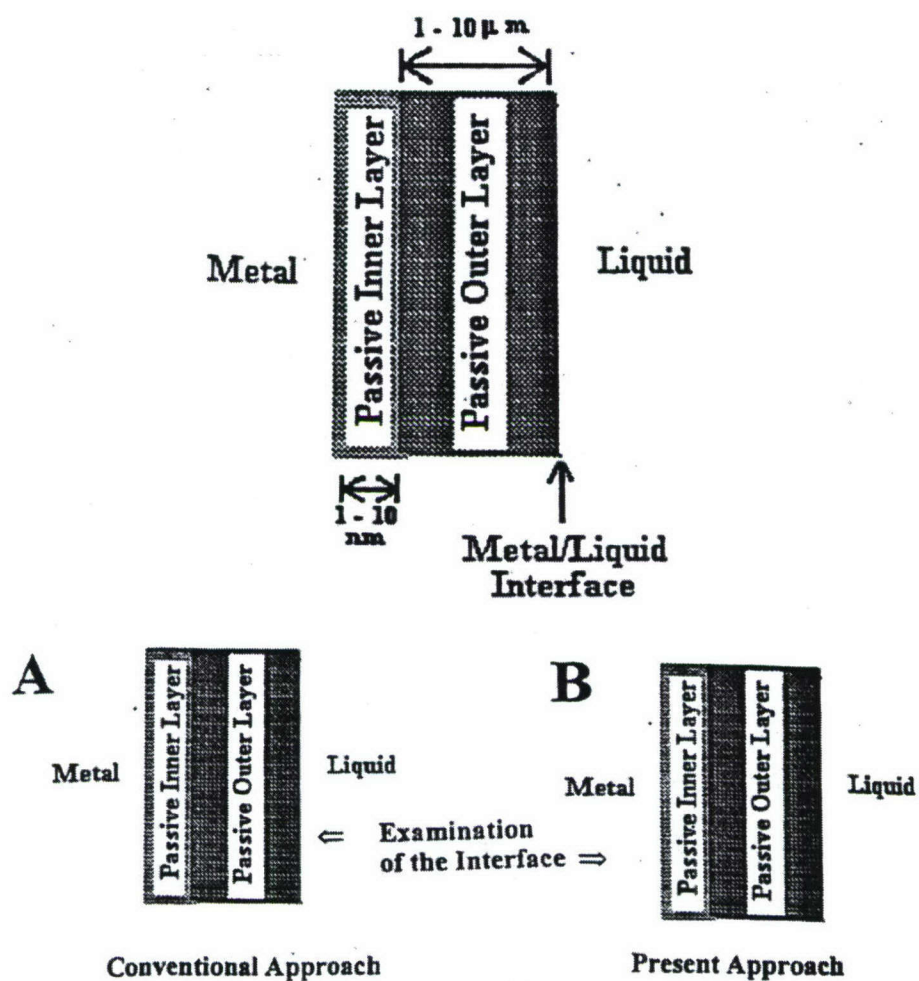 1 - 10 μm
Metal
Passive Inner Layer
Passive Outer Layer
Liquid
1 - 10
nm
Metal/Liquid
Interface
A
B
Metal
Passive Inner Layer
Passive Outer Layer
Liquid
Metal
Passive Inner Layer
Passive Outer Layer
Liquid
⇐ Examination
of the Interface ⇒
Conventional Approach
Present Approach